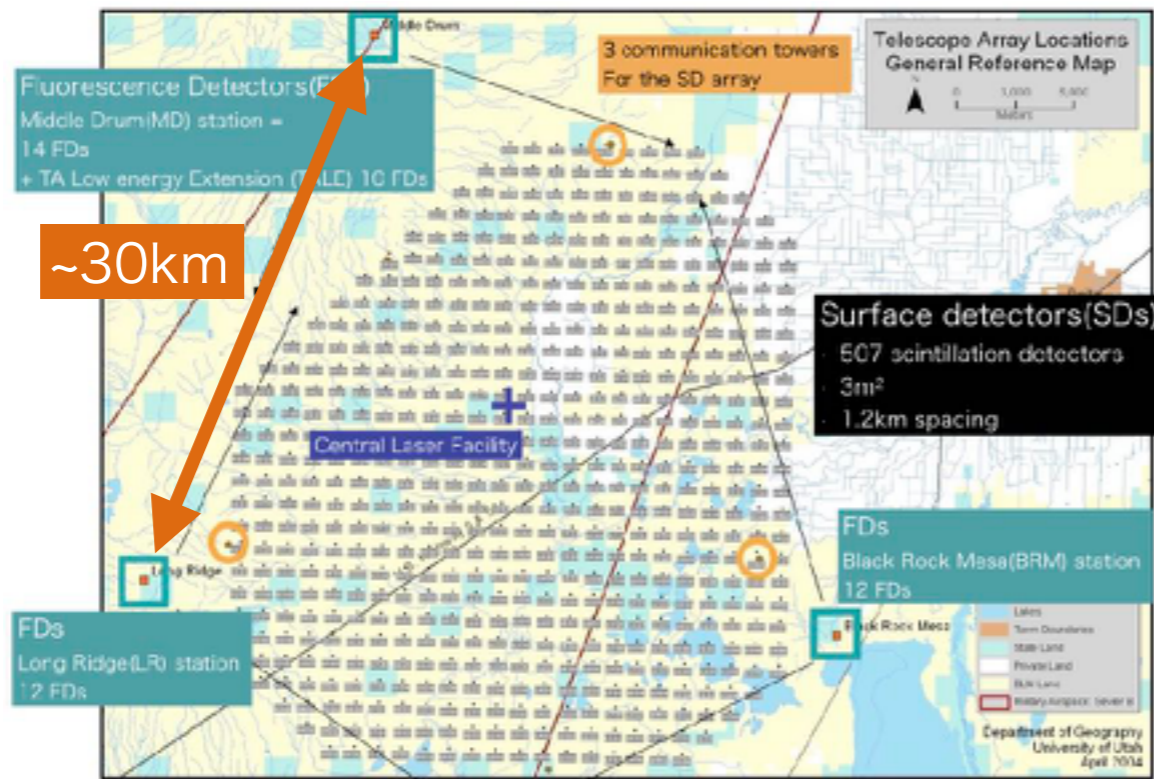 Middle Drum
Fluorescence Detectors(
Middle Drum(MD) station =
14 FDs
+ TA Low energy Extension (TALE) 10 FDs
3 communication towers
For the SD array
Telescope Array Locations
General Reference Map
N
0
Meters
~30km
Surface detectors(SDs)
507 scintillation detectors
3m²
1.2km spacing
Central Laser Facility
Long Ridge
FDs
Long Ridge(LR) station
12 FDs
FDs
Black Rock Mesa(BRM) station
12 FDs
Black Rock Mesa
Lakes
Town Boundaries
State Land
Private Land
BLM Land
Department of Geography
University of Utah
April 2004